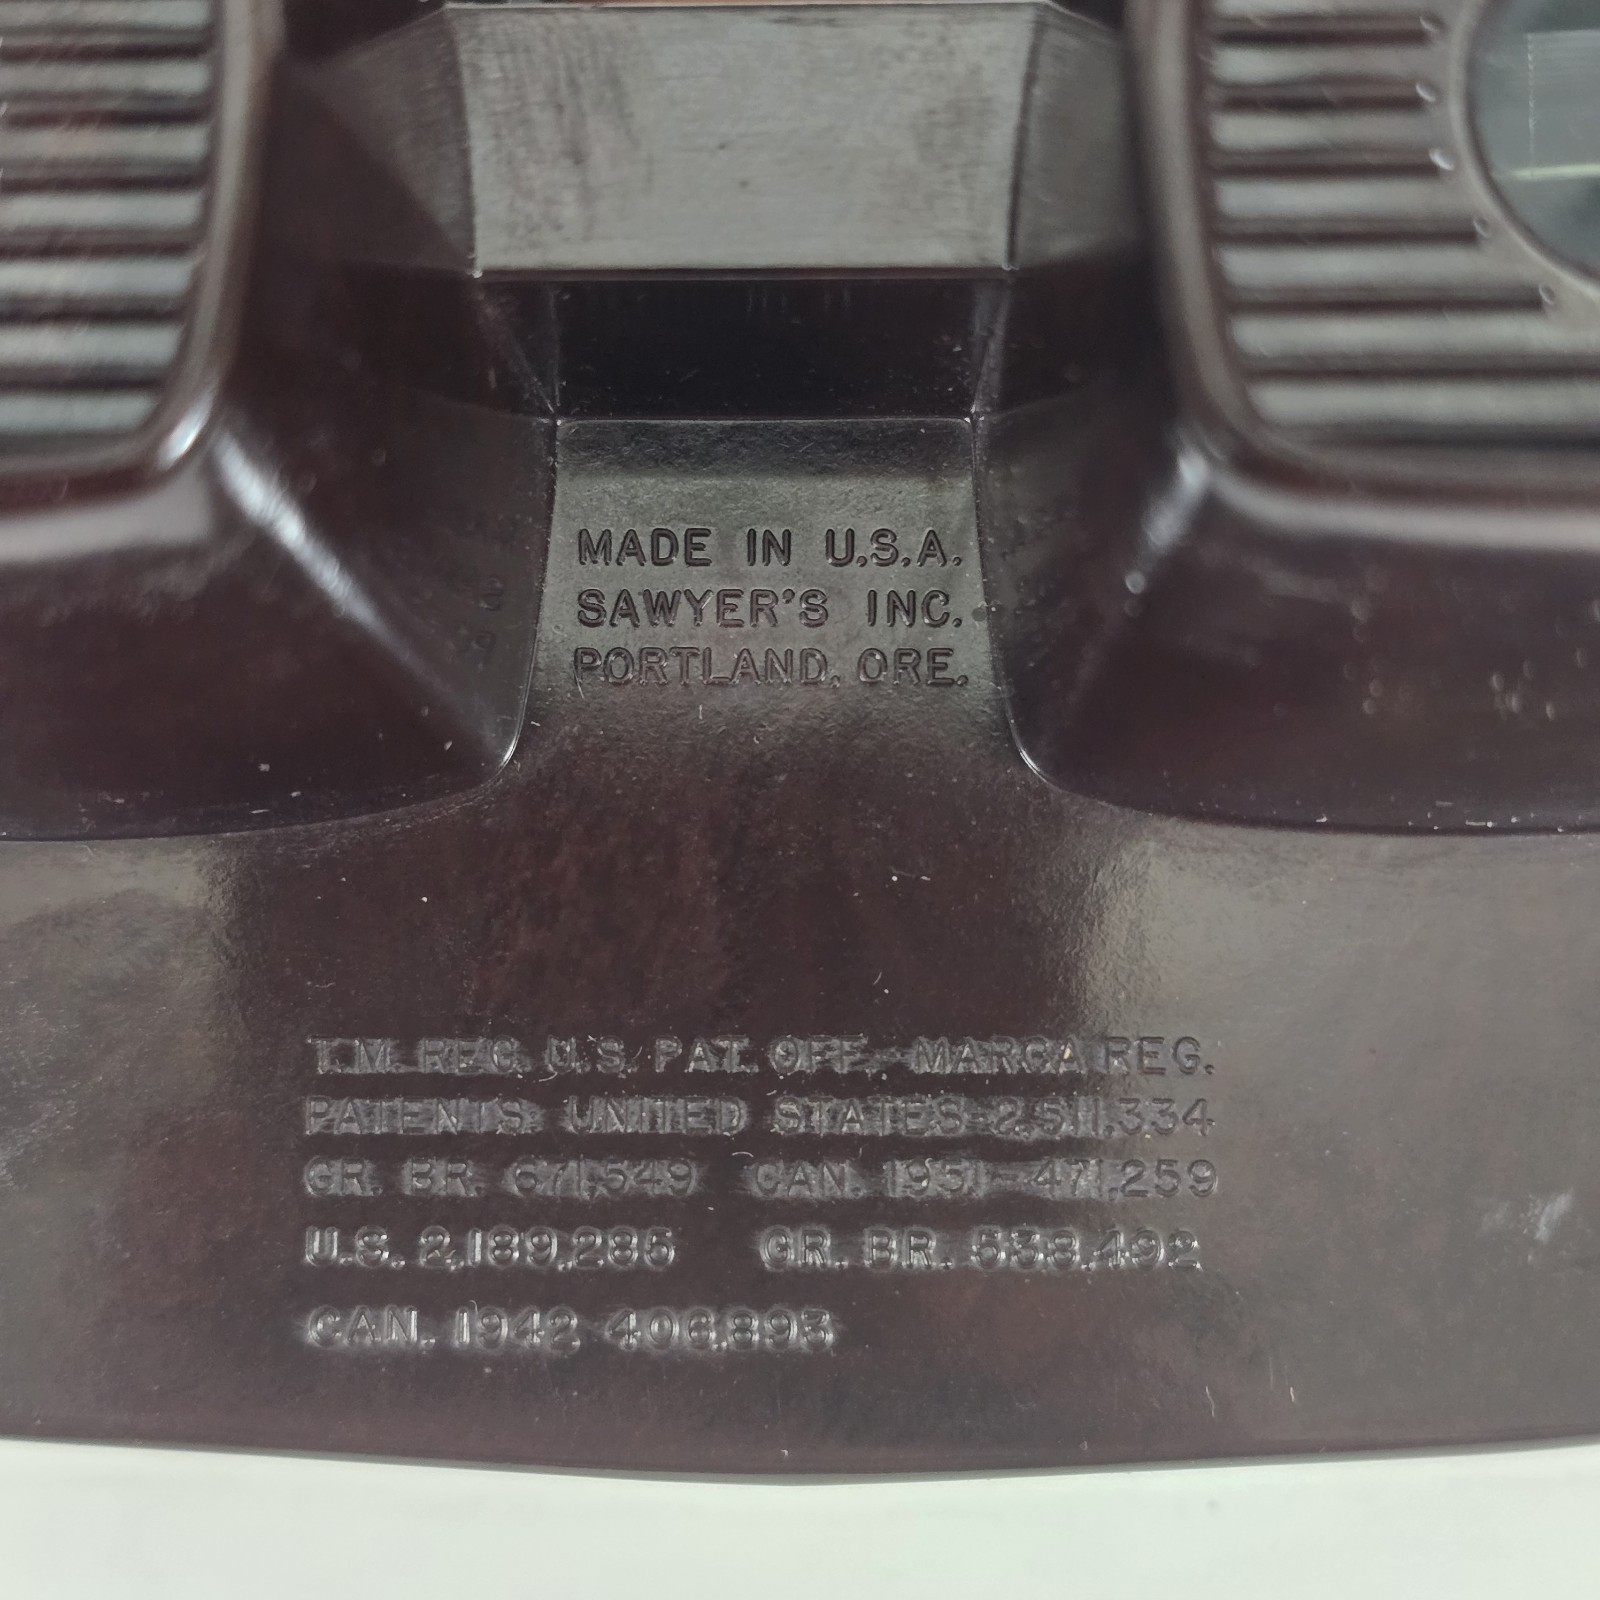 MADE IN U.S.A.
SAWYER'S INC.
PORTLAND, ORE.
T.M. REG. U.S. PAT. OFF.-MARCA REG.
PATENTS UNITED STATES-2,511,334
GR. BR. 671,549 CAN. 1951-471,259
U.S. 2,189,285 GR. BR. 538,492
CAN. 1942-406,893